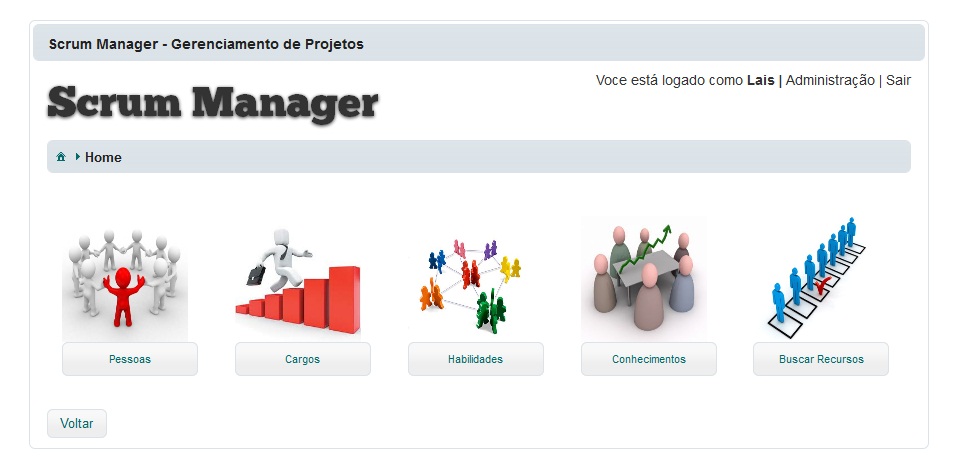 Scrum Manager - Gerenciamento de Projetos
Scrum Manager
Voce está logado como Lais | Administração | Sair
Home
Pessoas
Cargos
Habilidades
Conhecimentos
Buscar Recursos
Voltar